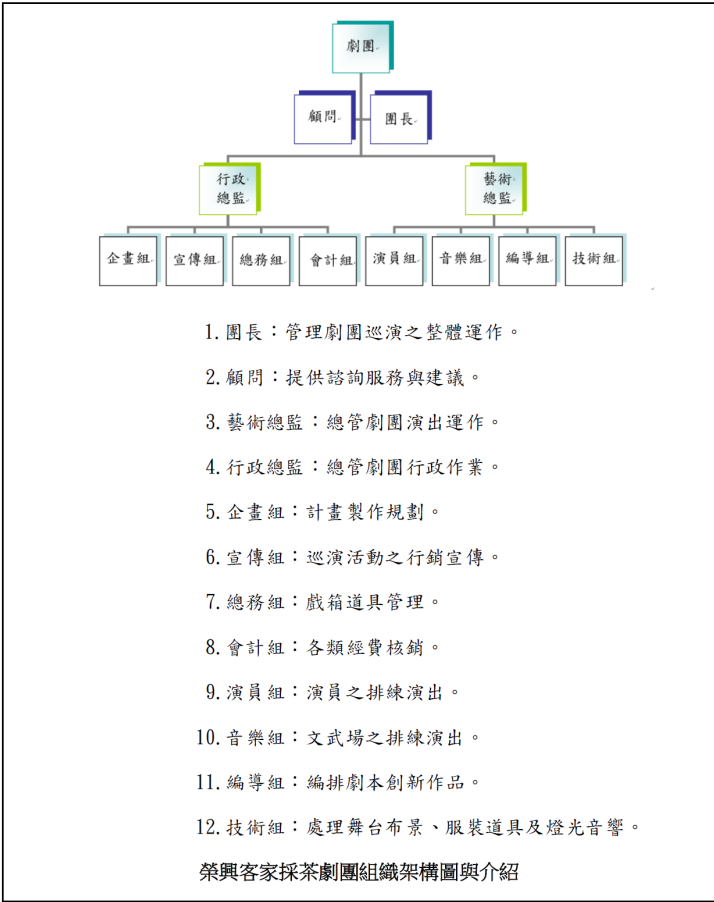 劇團
顧問
團長
行政
總監
藝術
總監
企畫組
宣傳組
總務組
會計組
演員組
音樂組
編導組
技術組
1.團長：管理劇團巡演之整體運作。
2.顧問：提供諮詢服務與建議。
3.藝術總監：總管劇團演出運作。
4.行政總監：總管劇團行政作業。
5.企畫組：計畫製作規劃。
6.宣傳組：巡演活動之行銷宣傳。
7.總務組：戲箱道具管理。
8.會計組：各類經費核銷。
9.演員組：演員之排練演出。
10.音樂組：文武場之排練演出。
11.編導組：編排劇本創新作品。
12.技術組：處理舞台布景、服裝道具及燈光音響。
榮興客家採茶劇團組織架構圖與介紹